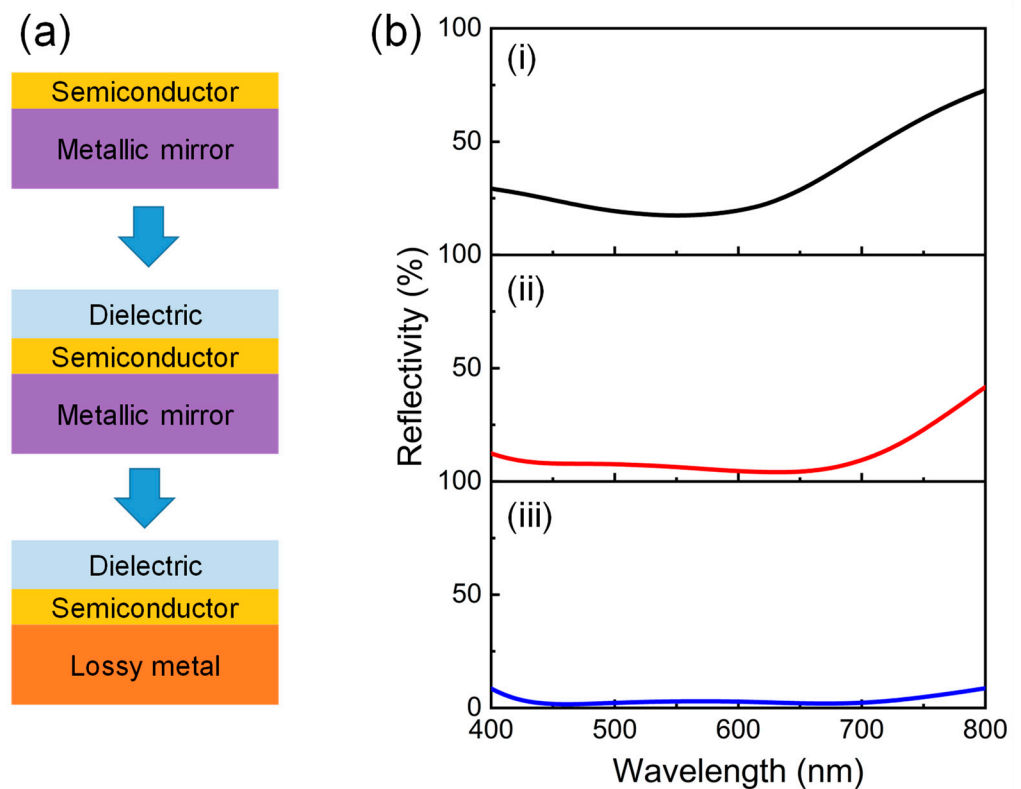 (a)
Semiconductor
Metallic mirror
Dielectric
Semiconductor
Metallic mirror
Dielectric
Semiconductor
Lossy metal
(b)
100
(i)
50
100
(ii)
50
100
(iii)
50
0
400 500 600 700 800
Reflectivity (%)
Wavelength (nm)